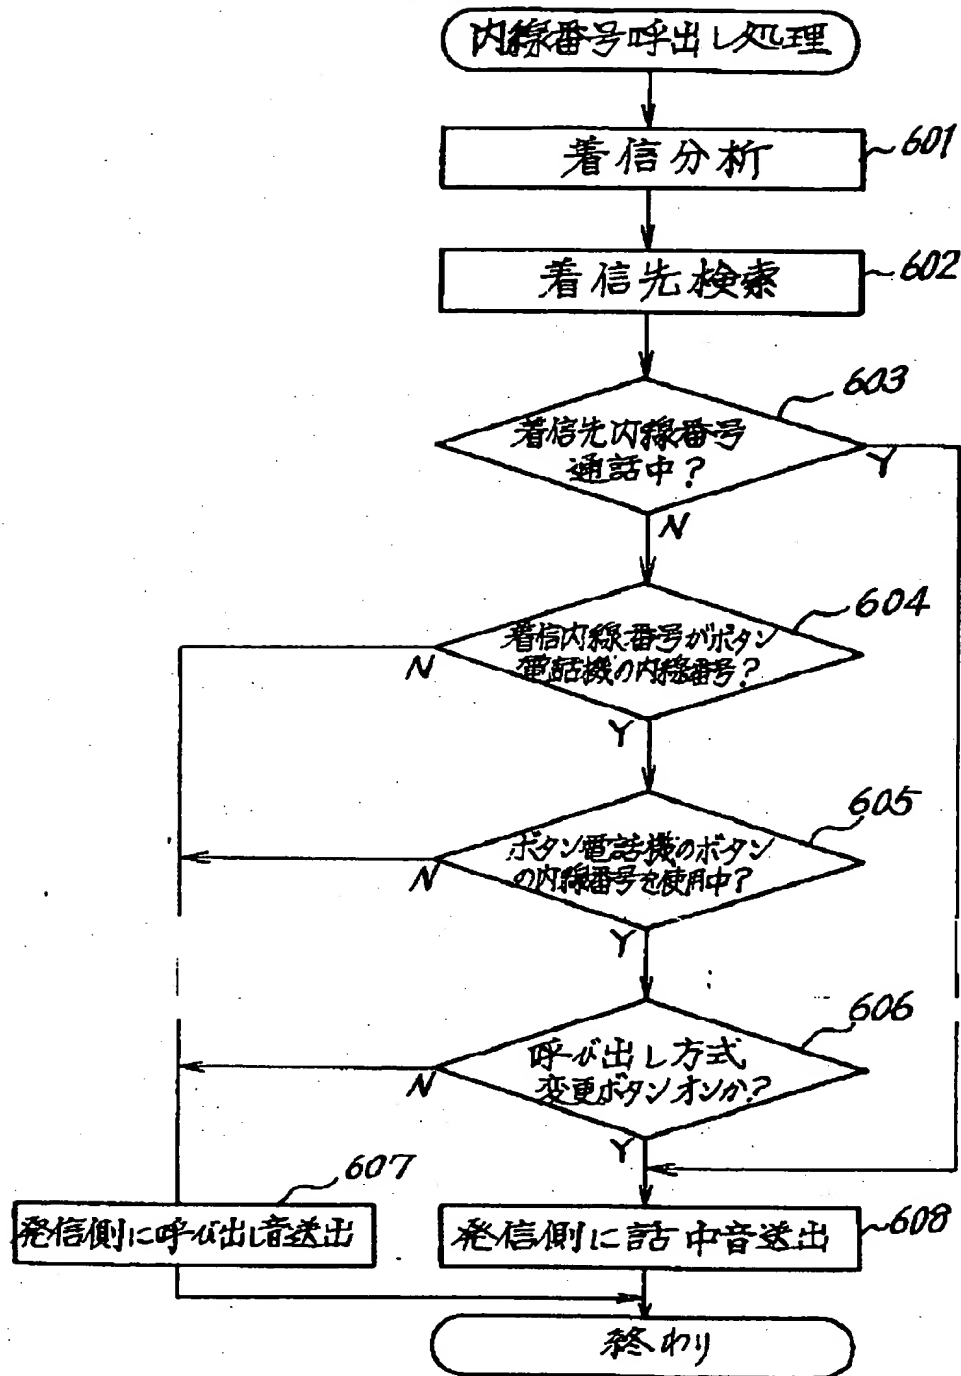 内線番号呼出し処理
着信分析
601
着信先検索
602
603
着信先内線番号
通話中?
Y
N
604
着信内線番号がボタン
電話機の内線番号?
N
Y
605
ボタン電話機のボタン
の内線番号を使用中?
N
Y
606
呼び出し方式
変更ボタンオンか?
N
Y
607
発信側に呼び出し音送出
発信側に話中音送出
608
終わり